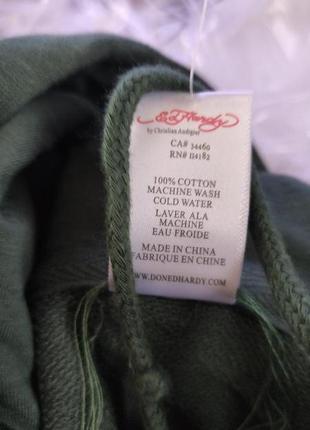 Ed Hardy
by Christian Audigier
CA# 34460
RN# 114182
100% COTTON
MACHINE WASH
COLD WATER
LAVER ALA
MACHINE
EAU FROIDE
MADE IN CHINA
FABRIQUE EN CHINE
WWW.DONEDHARDY.COM